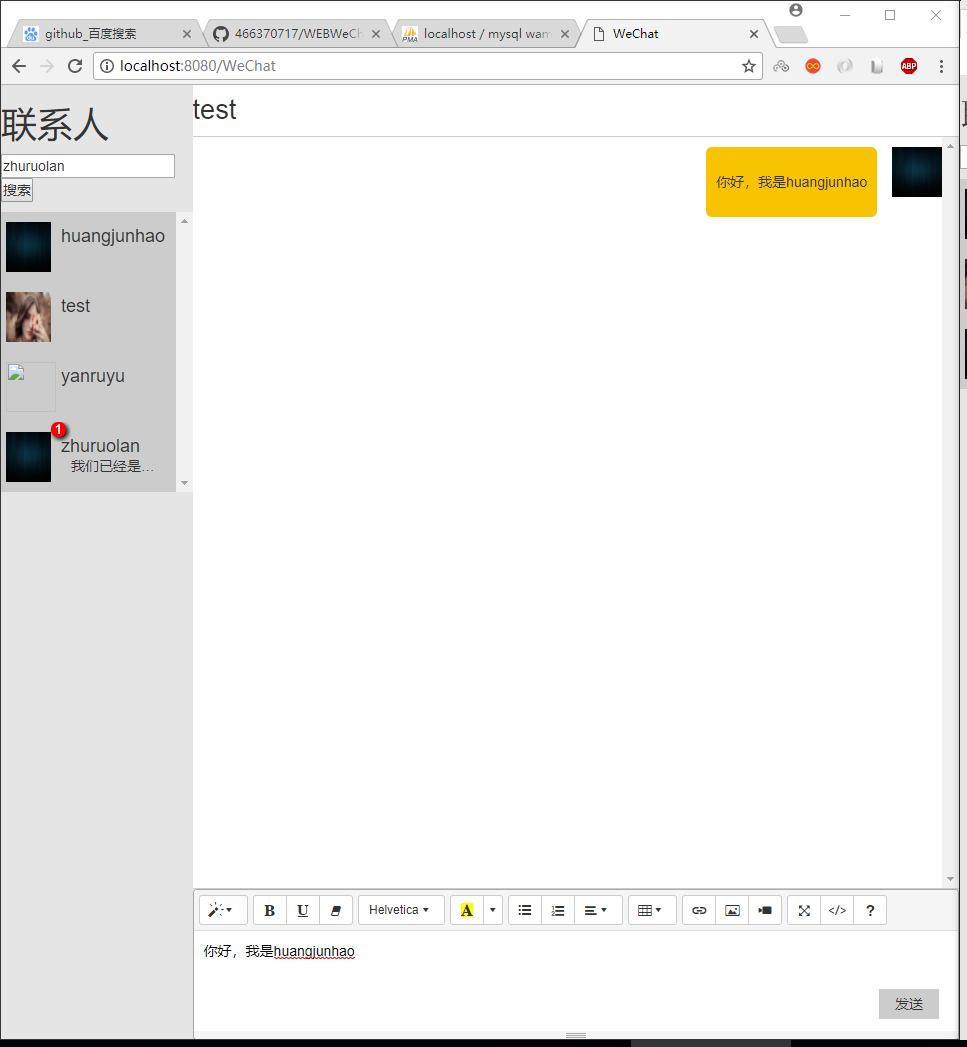 github_百度搜索
466370717/WEBWeCh
localhost / mysql wam
WeChat
localhost:8080/WeChat
ABP
联系人
zhuruolan
搜索
huangjunhao
test
yanruyu
1
zhuruolan
我们已经是...
test
你好，我是huangjunhao
B U Helvetica A </> ?
你好，我是huangjunhao
发送